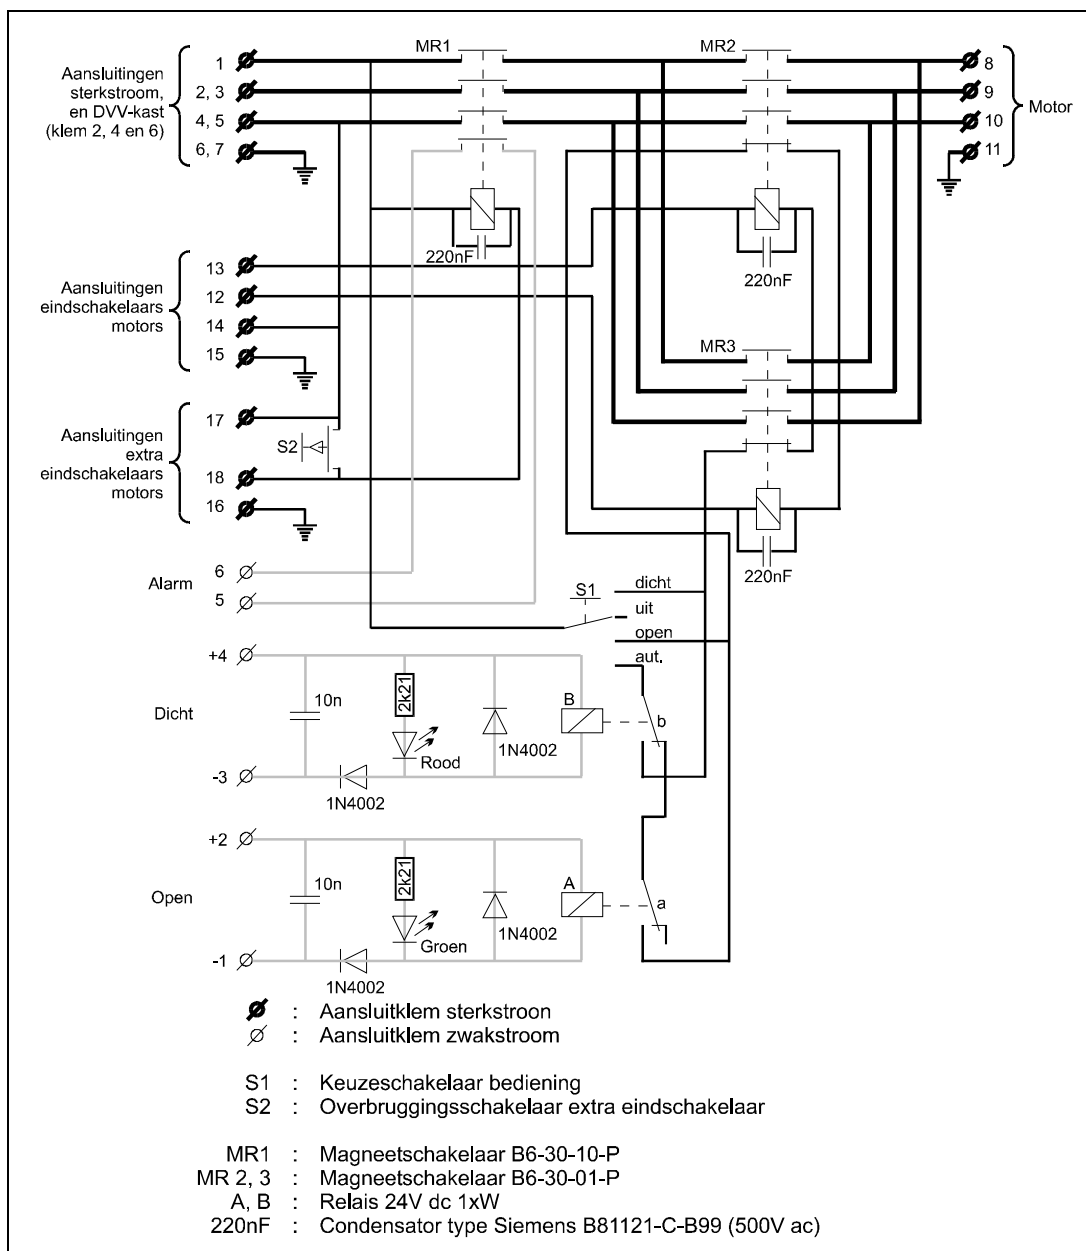 MR1
MR2
Aansluitingen
sterkstroom,
en DVV-kast
(klem 2, 4 en 6)
1
2, 3
4, 5
6, 7
8
9
10
11
Motor
220nF
220nF
Aansluitingen
eindschakelaars
motors
13
12
14
15
MR3
Aansluitingen
extra
eindschakelaars
motors
17
18
16
S2
220nF
Alarm
6
5
S1
dicht
uit
open
aut.
+4
Dicht
-3
10n
2k21
Rood
1N4002
1N4002
B
b
+2
Open
-1
10n
2k21
Groen
1N4002
1N4002
A
a
: Aansluitklem sterkstroon
: Aansluitklem zwakstroom
S1 : Keuzeschakelaar bediening
S2 : Overbruggingsschakelaar extra eindschakelaar
MR1 : Magneetschakelaar B6-30-10-P
MR 2, 3 : Magneetschakelaar B6-30-01-P
A, B : Relais 24V dc 1xW
220nF : Condensator type Siemens B81121-C-B99 (500V ac)